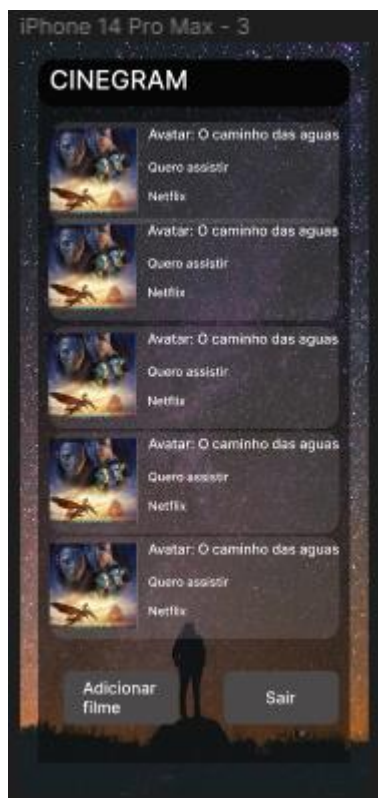 iPhone 14 Pro Max - 3
CINEGRAM
Avatar: O caminho das aguas
Quero assistir
Netflix
Avatar: O caminho das aguas
Quero assistir
Netflix
Avatar: O caminho das aguas
Quero assistir
Netflix
Avatar: O caminho das aguas
Quero assistir
Netflix
Avatar: O caminho das aguas
Quero assistir
Netflix
Adicionar
filme
Sair